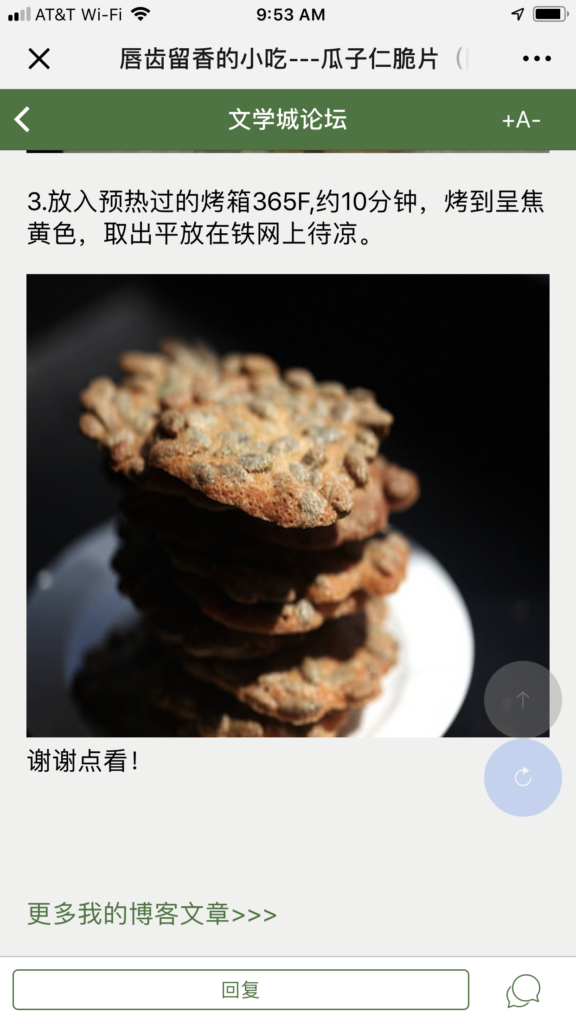 AT&T Wi-Fi
9:53 AM
唇齿留香的小吃---瓜子仁脆片
文学城论坛
+A-
3.放入预热过的烤箱365F,约10分钟，烤到呈焦
黄色，取出平放在铁网上待凉。
谢谢点看！
更多我的博客文章>>>
回复